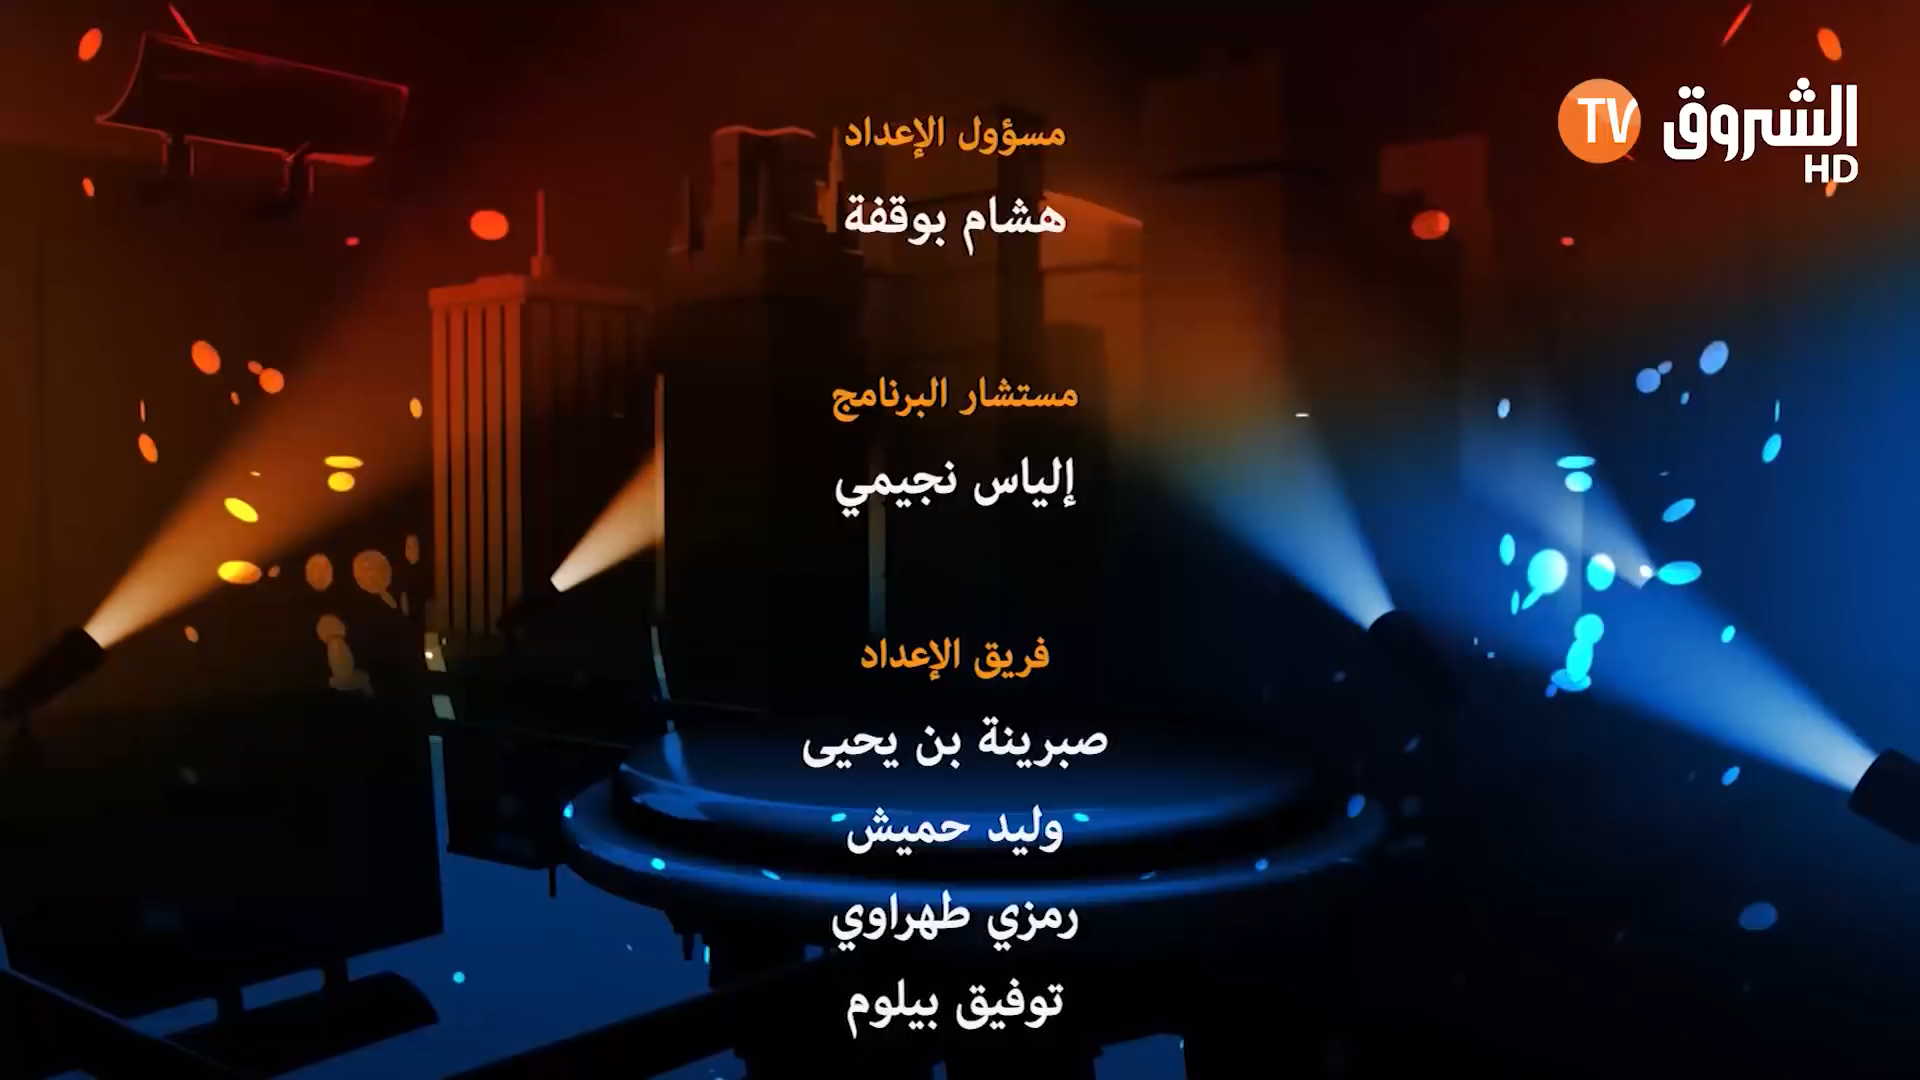 الشروق TV
HD
مسؤول الإعداد
هشام بوقفة
مستشار البرنامج
إلياس نجيمي
فريق الإعداد
صبرينة بن يحيى
وليد حميش
رمزي طهراوي
توفيق بيلوم